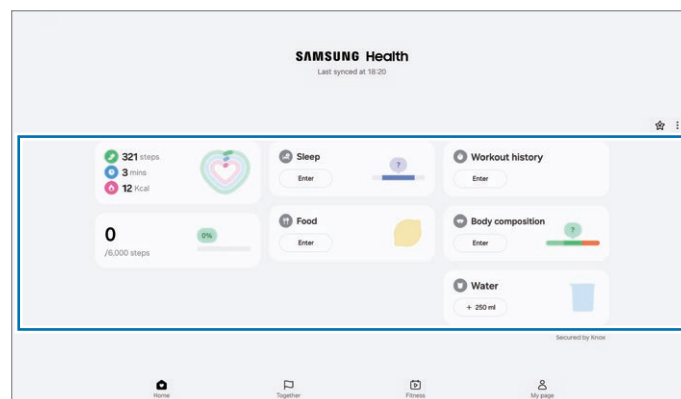 SAMSUNG Health
Last synced at 18:20
321 steps
3 mins
12 Kcal
0
/6,000 steps
0%
Sleep
Enter
?
Food
Enter
Workout history
Enter
Body composition
Enter
?
Water
+ 250 ml
Secured by Knox
Home
Together
Fitness
My page